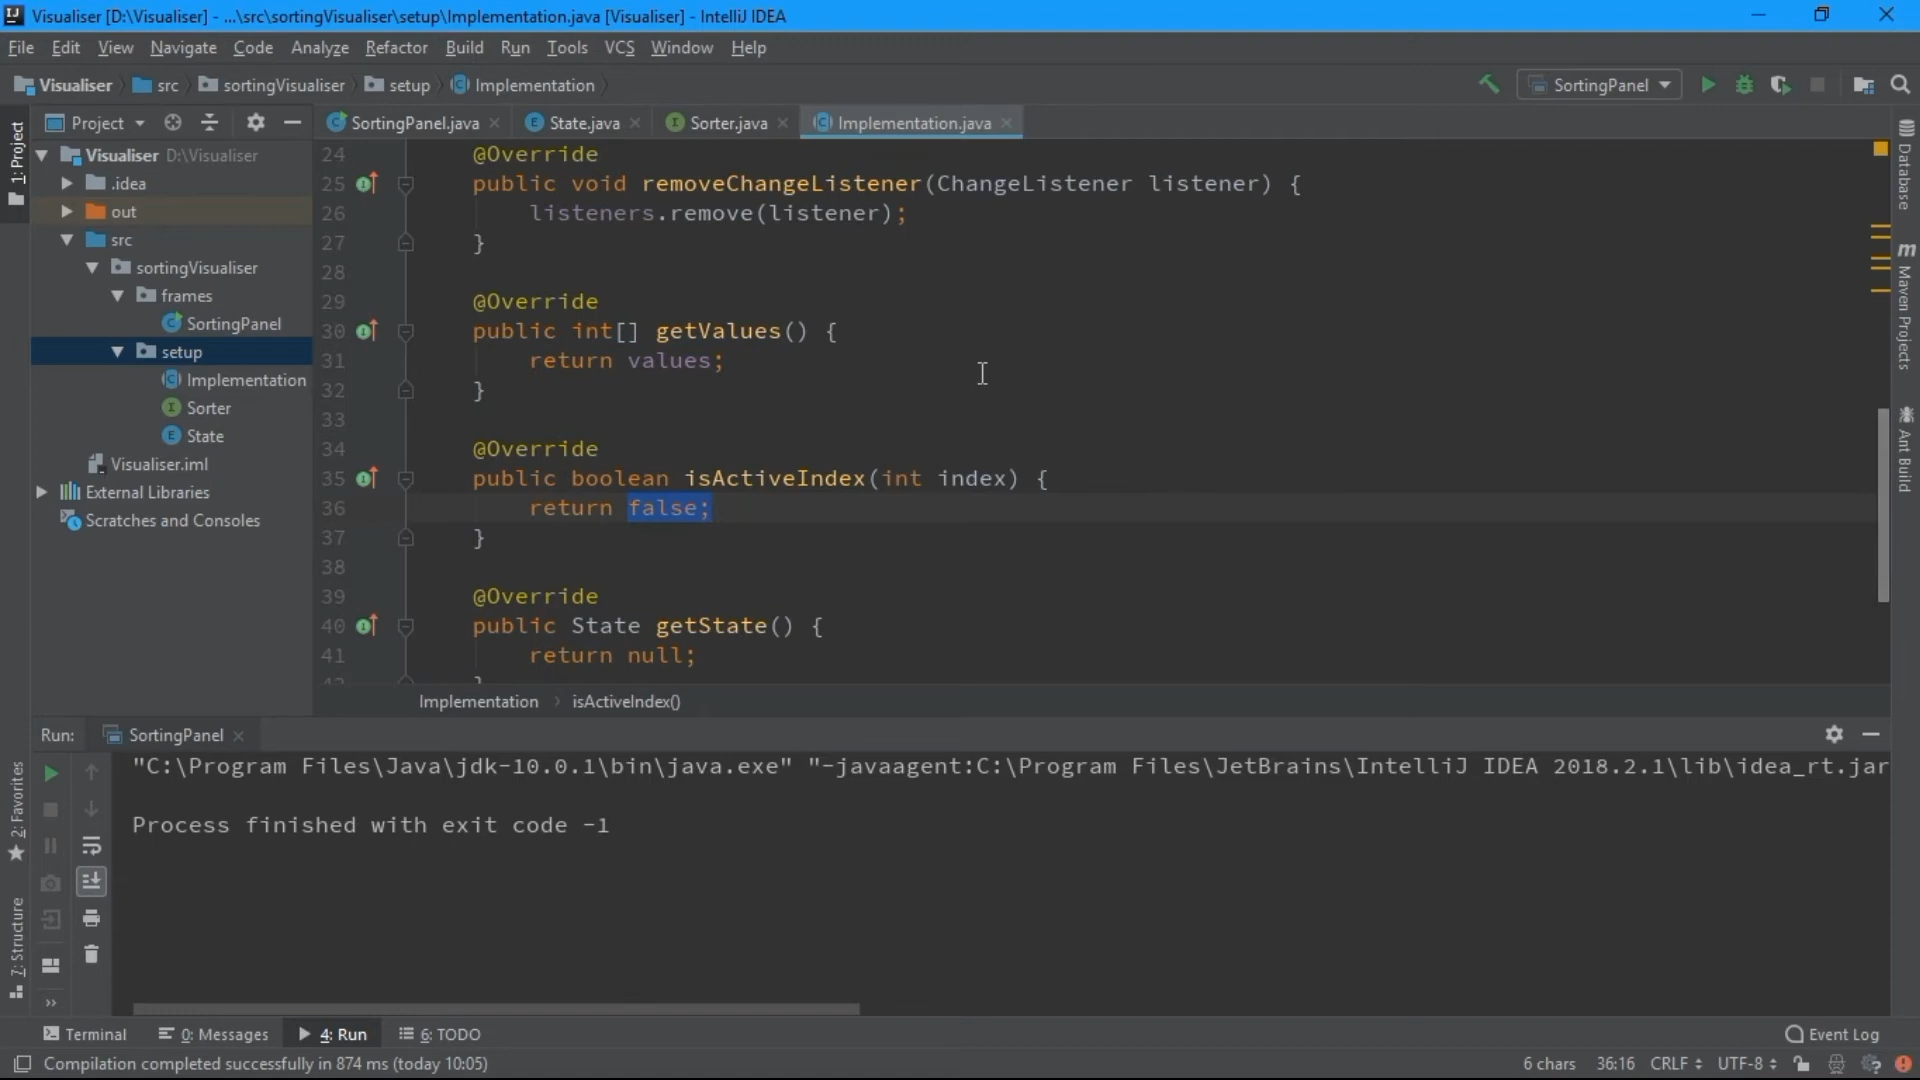 Visualiser [D:\Visualiser] - ...\src\sortingVisualiser\setup\Implementation.java [Visualiser] - IntelliJ IDEA
File Edit View Navigate Code Analyze Refactor Build Run Tools VCS Window Help
Visualiser src sortingVisualiser setup Implementation SortingPanel
1: Project
Project
SortingPanel.java State.java Sorter.java Implementation.java
Visualiser D:\Visualiser
.idea
out
src
sortingVisualiser
frames
SortingPanel
setup
Implementation
Sorter
State
Visualiser.iml
External Libraries
Scratches and Consoles
24 @Override
25 public void removeChangeListener(ChangeListener listener) {
26 listeners.remove(listener);
27 }
28
29 @Override
30 public int[] getValues() {
31 return values;
32 }
33
34 @Override
35 public boolean isActiveIndex(int index) {
36 return false;
37 }
38
39 @Override
40 public State getState() {
41 return null;
Implementation isActiveIndex()
Database
Maven Projects
Ant Build
Run: SortingPanel
"C:\Program Files\Java\jdk-10.0.1\bin\java.exe" "-javaagent:C:\Program Files\JetBrains\IntelliJ IDEA 2018.2.1\lib\idea_rt.jar
Process finished with exit code -1
2: Favorites
7: Structure
Terminal 0: Messages 4: Run 6: TODO Event Log
Compilation completed successfully in 874 ms (today 10:05) 6 chars 36:16 CRLF UTF-8